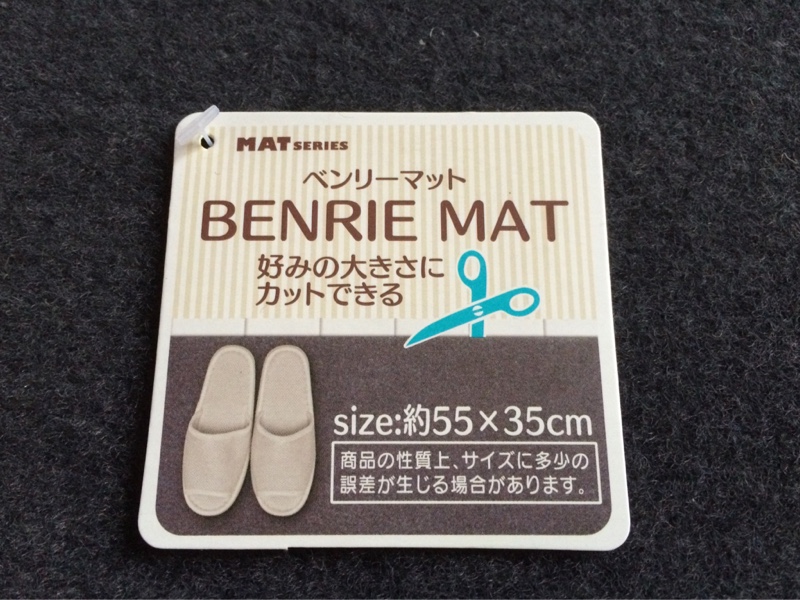 MAT SERIES
ベンリーマット
BENRIE MAT
好みの大きさに
カットできる
size:約55×35cm
商品の性質上、サイズに多少の
誤差が生じる場合があります。